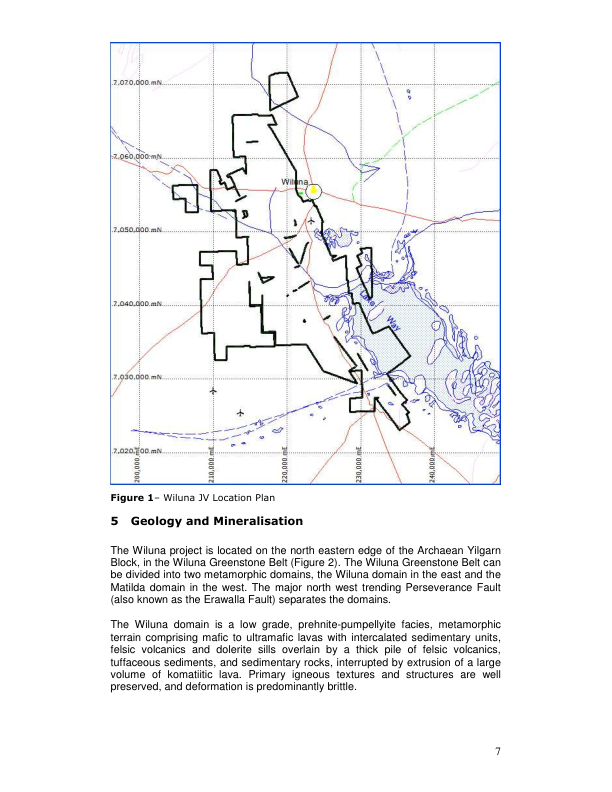 7,070,000 mN
7,060,000 mN
Wiluna
7,050,000 mN
7,040,000 mN
Lake Way
7,030,000 mN
7,020,000 mN
200,000 mE
210,000 mE
220,000 mE
230,000 mE
240,000 mE
Figure 1– Wiluna JV Location Plan
5 Geology and Mineralisation
The Wiluna project is located on the north eastern edge of the Archaean Yilgarn
Block, in the Wiluna Greenstone Belt (Figure 2). The Wiluna Greenstone Belt can
be divided into two metamorphic domains, the Wiluna domain in the east and the
Matilda domain in the west. The major north west trending Perseverance Fault
(also known as the Erawalla Fault) separates the domains.
The Wiluna domain is a low grade, prehnite-pumpellyite facies, metamorphic
terrain comprising mafic to ultramafic lavas with intercalated sedimentary units,
felsic volcanics and dolerite sills overlain by a thick pile of felsic volcanics,
tuffaceous sediments, and sedimentary rocks, interrupted by extrusion of a large
volume of komatiitic lava. Primary igneous textures and structures are well
preserved, and deformation is predominantly brittle.
7